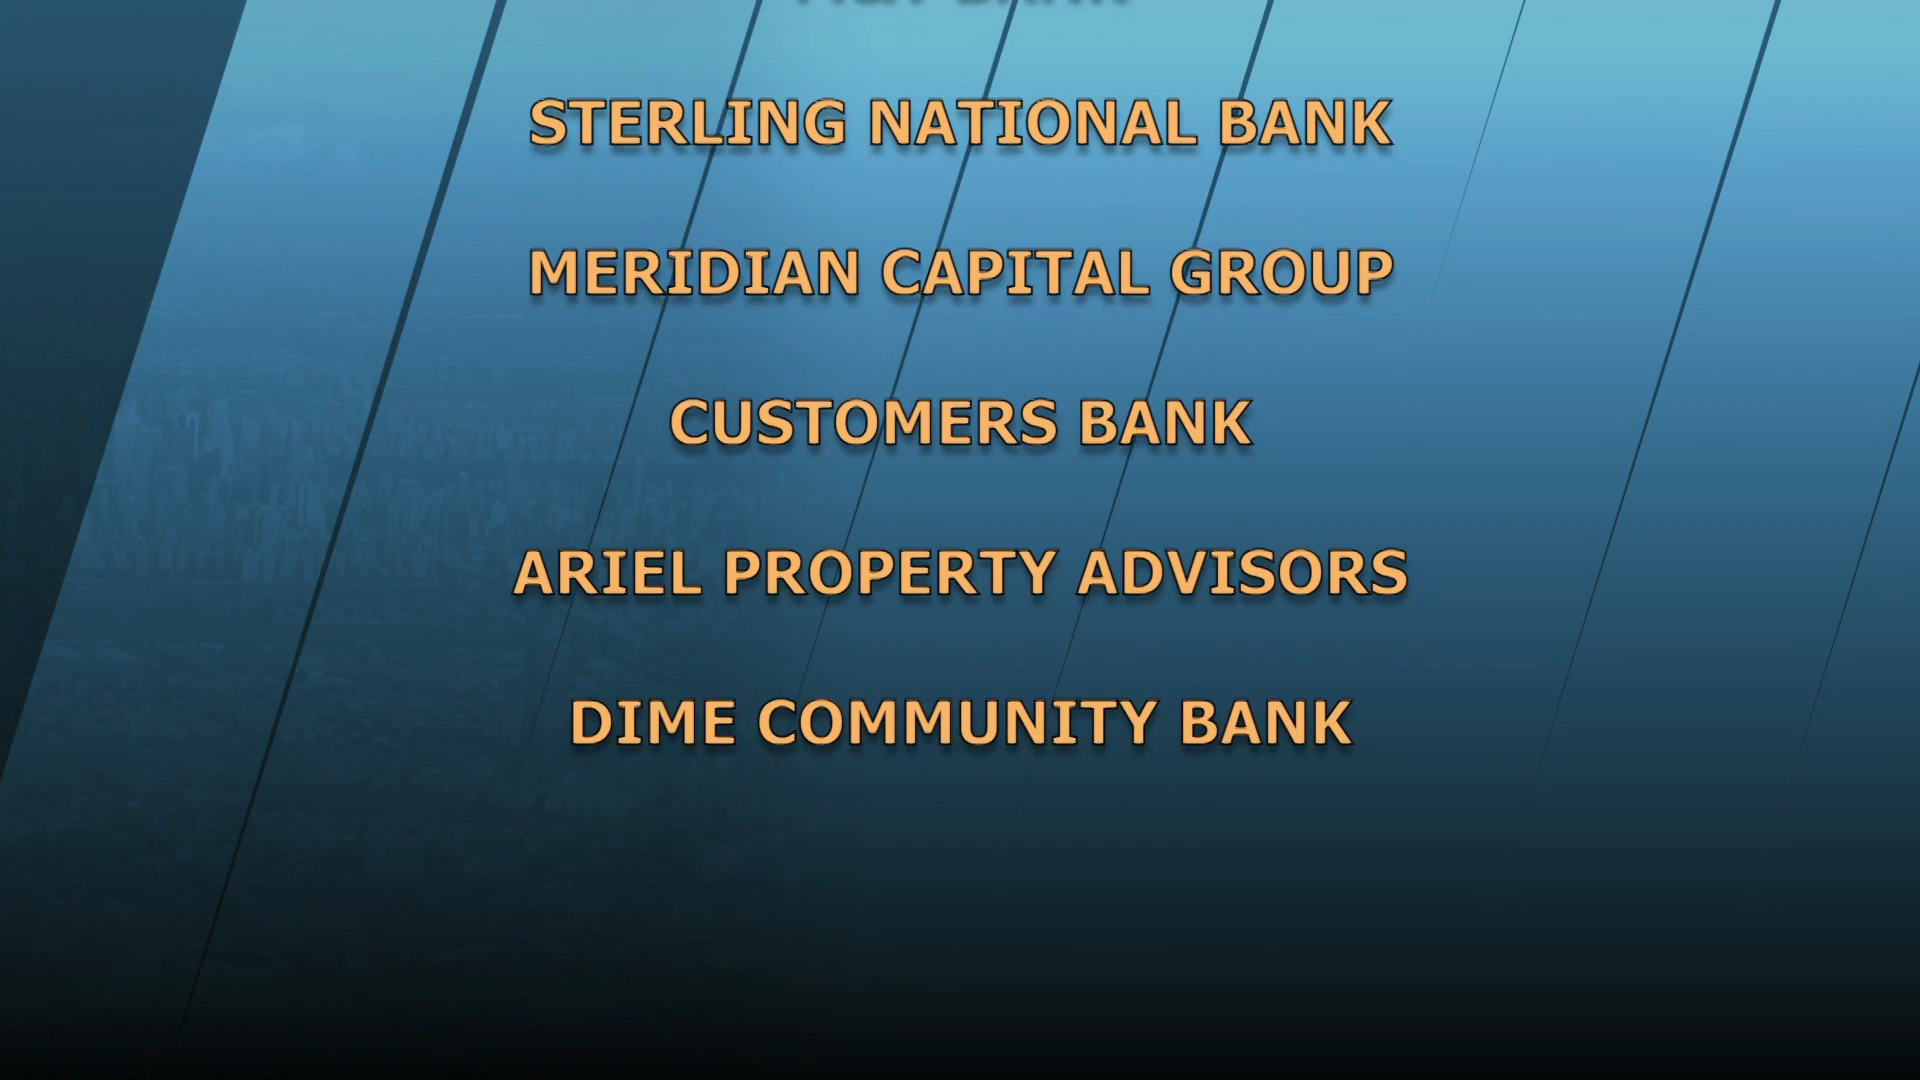 STERLING NATIONAL BANK
MERIDIAN CAPITAL GROUP
CUSTOMERS BANK
ARIEL PROPERTY ADVISORS
DIME COMMUNITY BANK